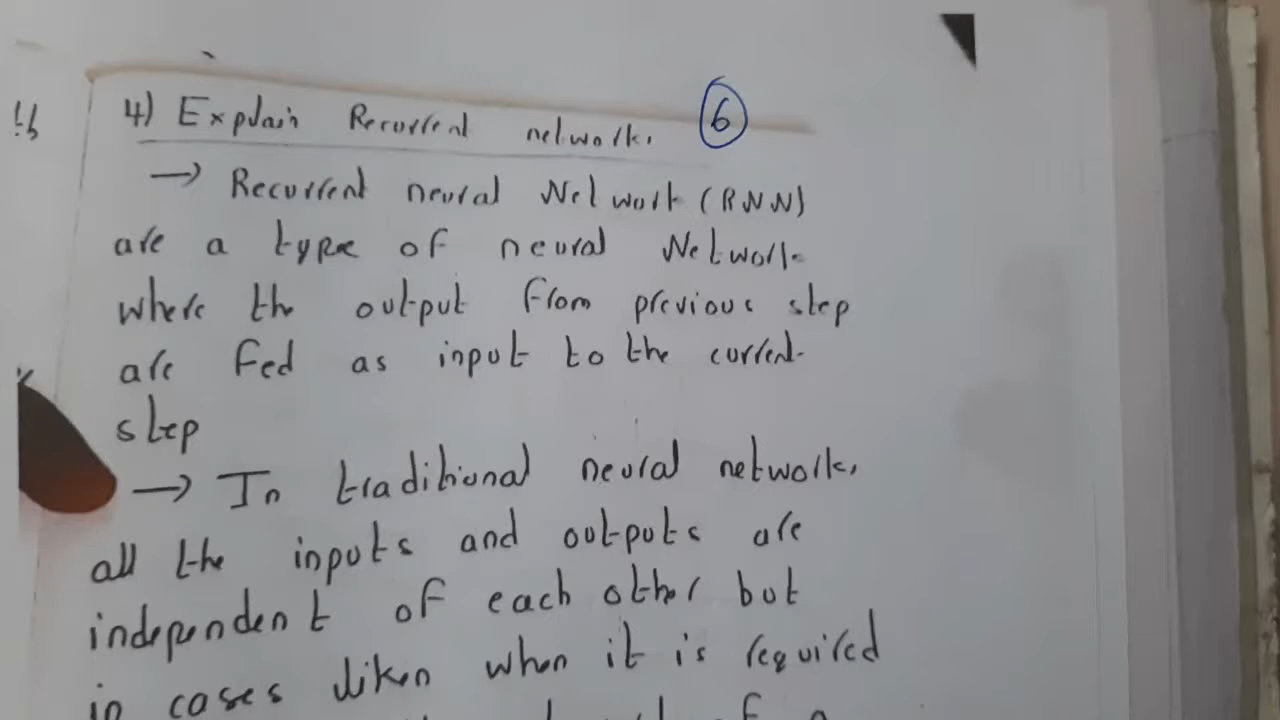 4) Explain Recurrent network. 6
→ Recurrent neural Network (RNN)
are a type of neural Network
where the output from previous step
are fed as input to the current
step
→ In traditional neural network,
all the inputs and outputs are
independent of each other but
in cases liken when it is required